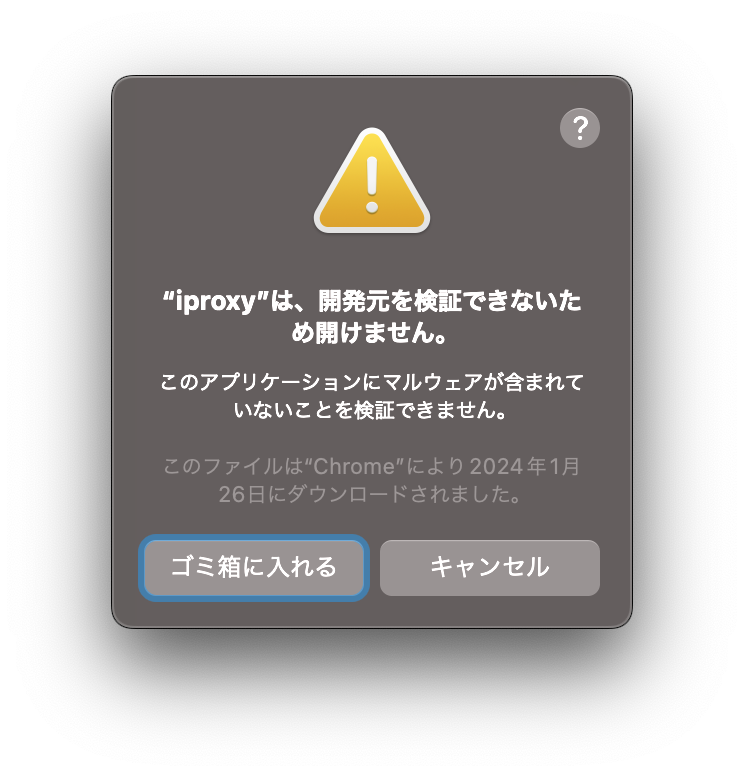 ?
“iproxy”は、開発元を検証できないた
め開けません。
このアプリケーションにマルウェアが含まれて
いないことを検証できません。
このファイルは“Chrome”により2024年1月
26日にダウンロードされました。
ゴミ箱に入れる
キャンセル